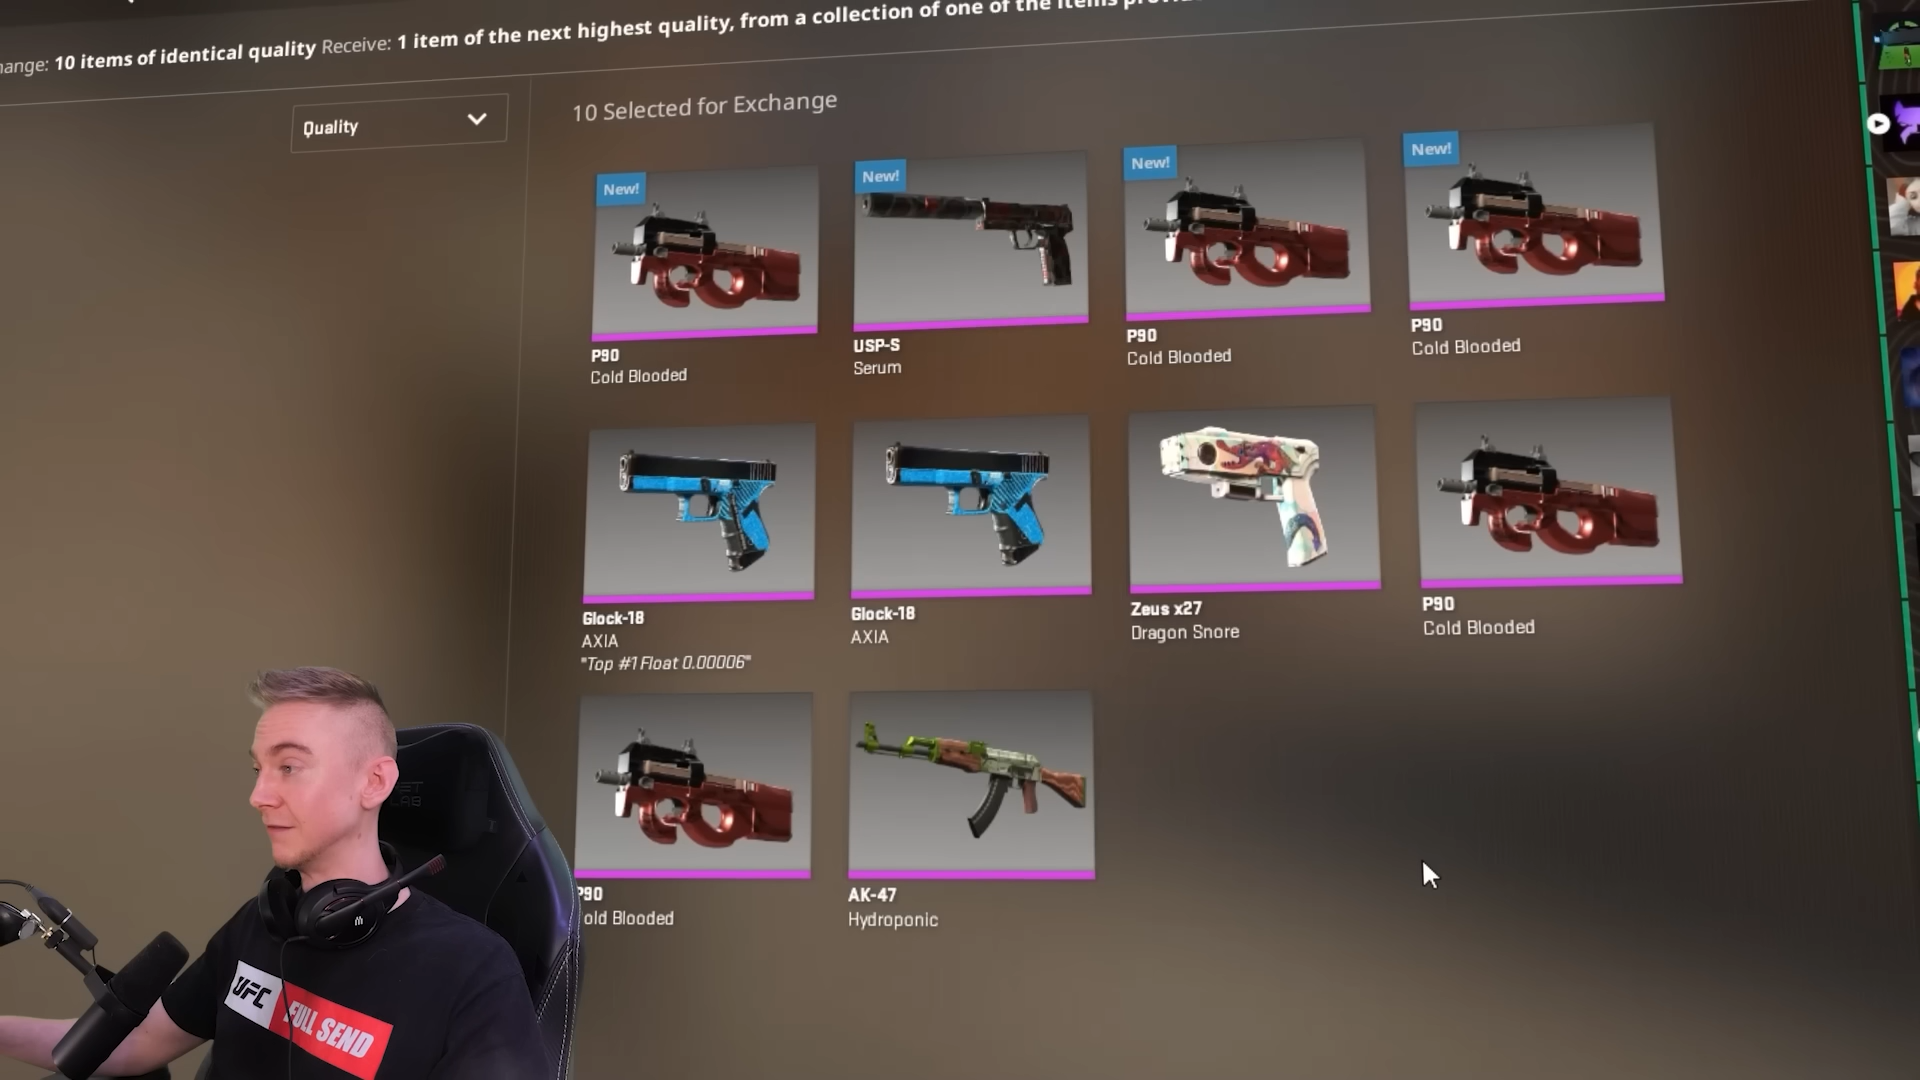 10 items of identical quality Receive: 1 item of the next highest quality, from a collection of one of the items
Quality
10 Selected for Exchange
New!
New!
New!
New!
P90
Cold Blooded
USP-S
Serum
P90
Cold Blooded
P90
Cold Blooded
Glock-18
AXIA
"Top #1 Float 0.00006"
Glock-18
AXIA
Zeus x27
Dragon Snore
P90
Cold Blooded
P90
old Blooded
AK-47
Hydroponic
UFC
FULL SEND